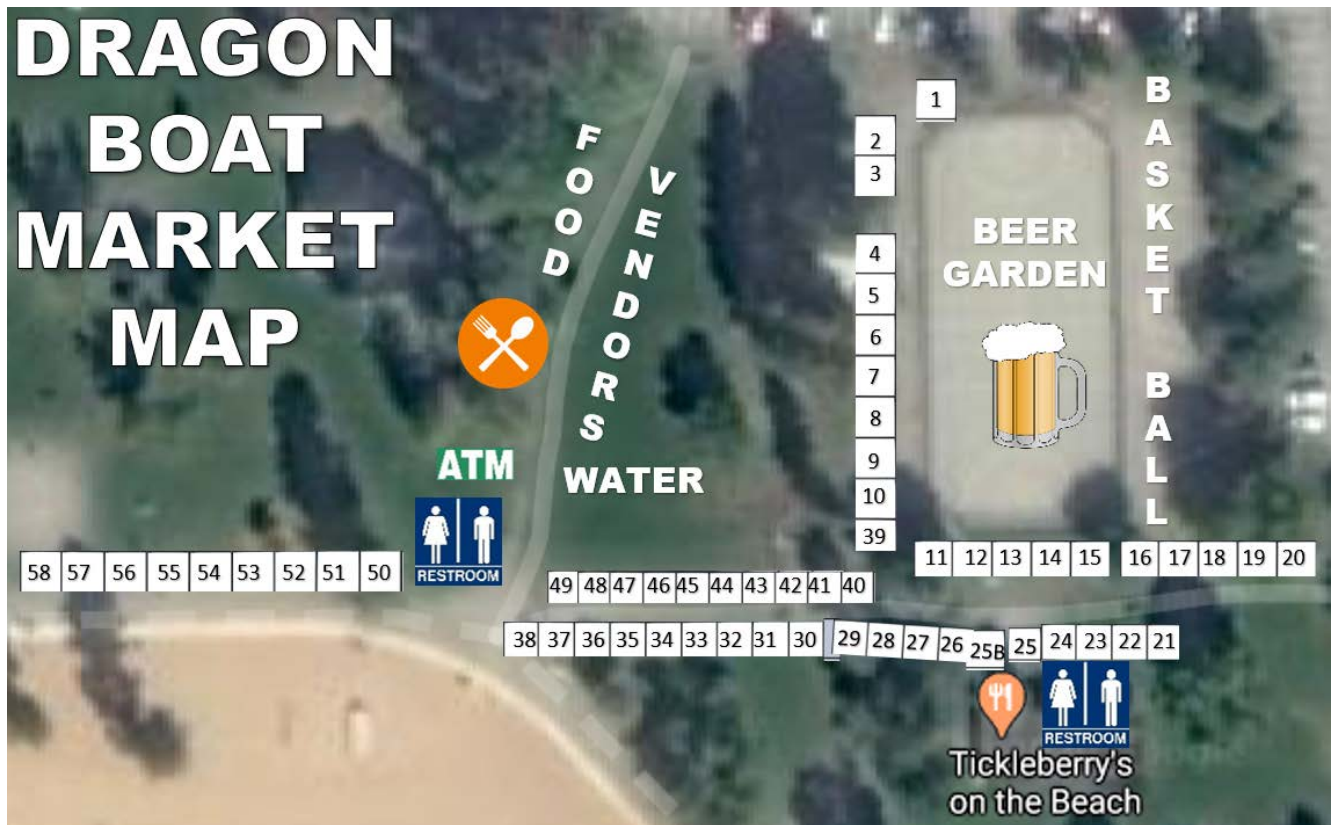 DRAGON
BOAT
MARKET
MAP
FOOD
VENDORS
ATM
WATER
RESTROOM
1
2
3
4
5
6
7
8
9
10
39
BEER
GARDEN
BASKET BALL
58 57 56 55 54 53 52 51 50
49 48 47 46 45 44 43 42 41 40
11 12 13 14 15 16 17 18 19 20
38 37 36 35 34 33 32 31 30 29 28 27 26 25B 25 24 23 22 21
RESTROOM
Tickleberry's
on the Beach